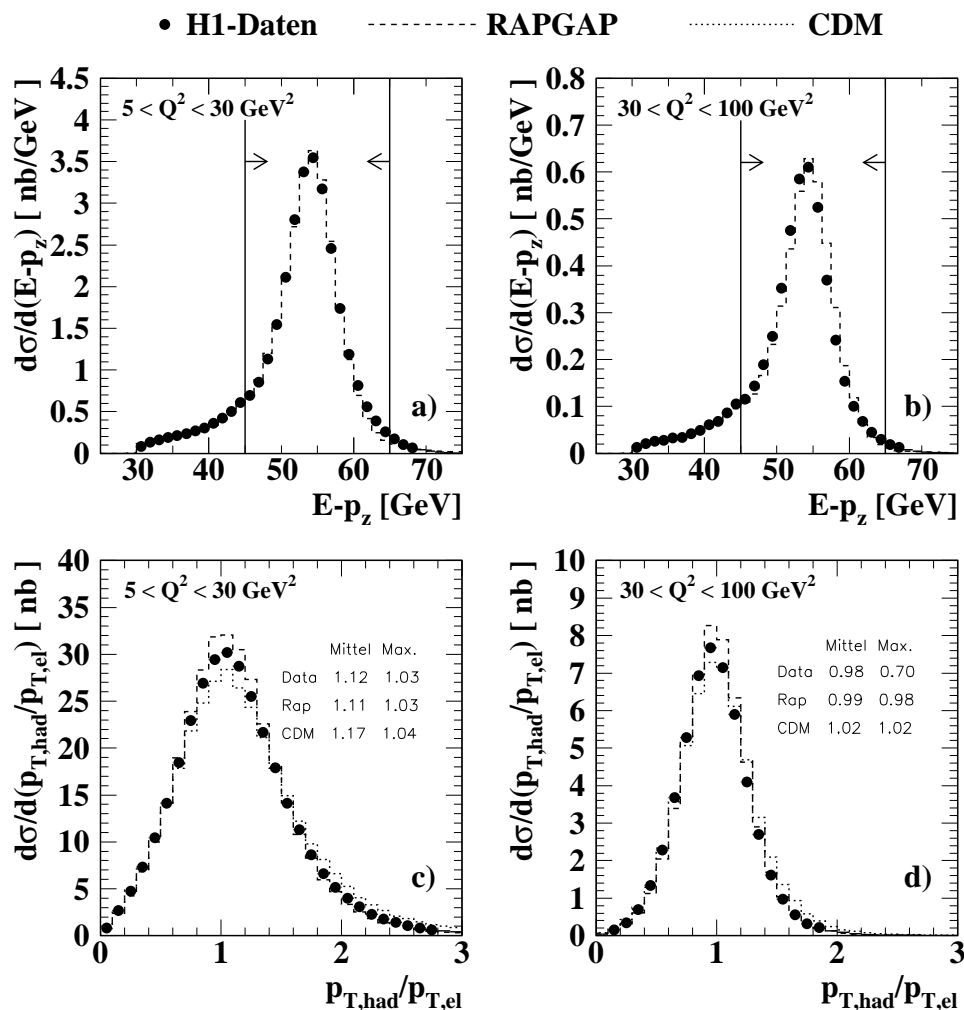 H1-Daten RAPGAP CDM
dσ/d(E-p_z) [ nb/GeV]
4.5
4
3.5
3
2.5
2
1.5
1
0.5
0
5 < Q² < 30 GeV²
a)
30 40 50 60 70
E-p_z [GeV]
dσ/d(E-p_z) [ nb/GeV]
0.8
0.7
0.6
0.5
0.4
0.3
0.2
0.1
0
30 < Q² < 100 GeV²
b)
30 40 50 60 70
E-p_z [GeV]
dσ/d(p_T,had/p_T,el) [ nb]
40
35
30
25
20
15
10
5
0
5 < Q² < 30 GeV²
Mittel Max.
Data 1.12 1.03
Rap 1.11 1.03
CDM 1.17 1.04
c)
0 1 2 3
p_T,had/p_T,el
dσ/d(p_T,had/p_T,el) [ nb]
10
9
8
7
6
5
4
3
2
1
0
30 < Q² < 100 GeV²
Mittel Max.
Data 0.98 0.70
Rap 0.99 0.98
CDM 1.02 1.02
d)
0 1 2 3
p_T,had/p_T,el